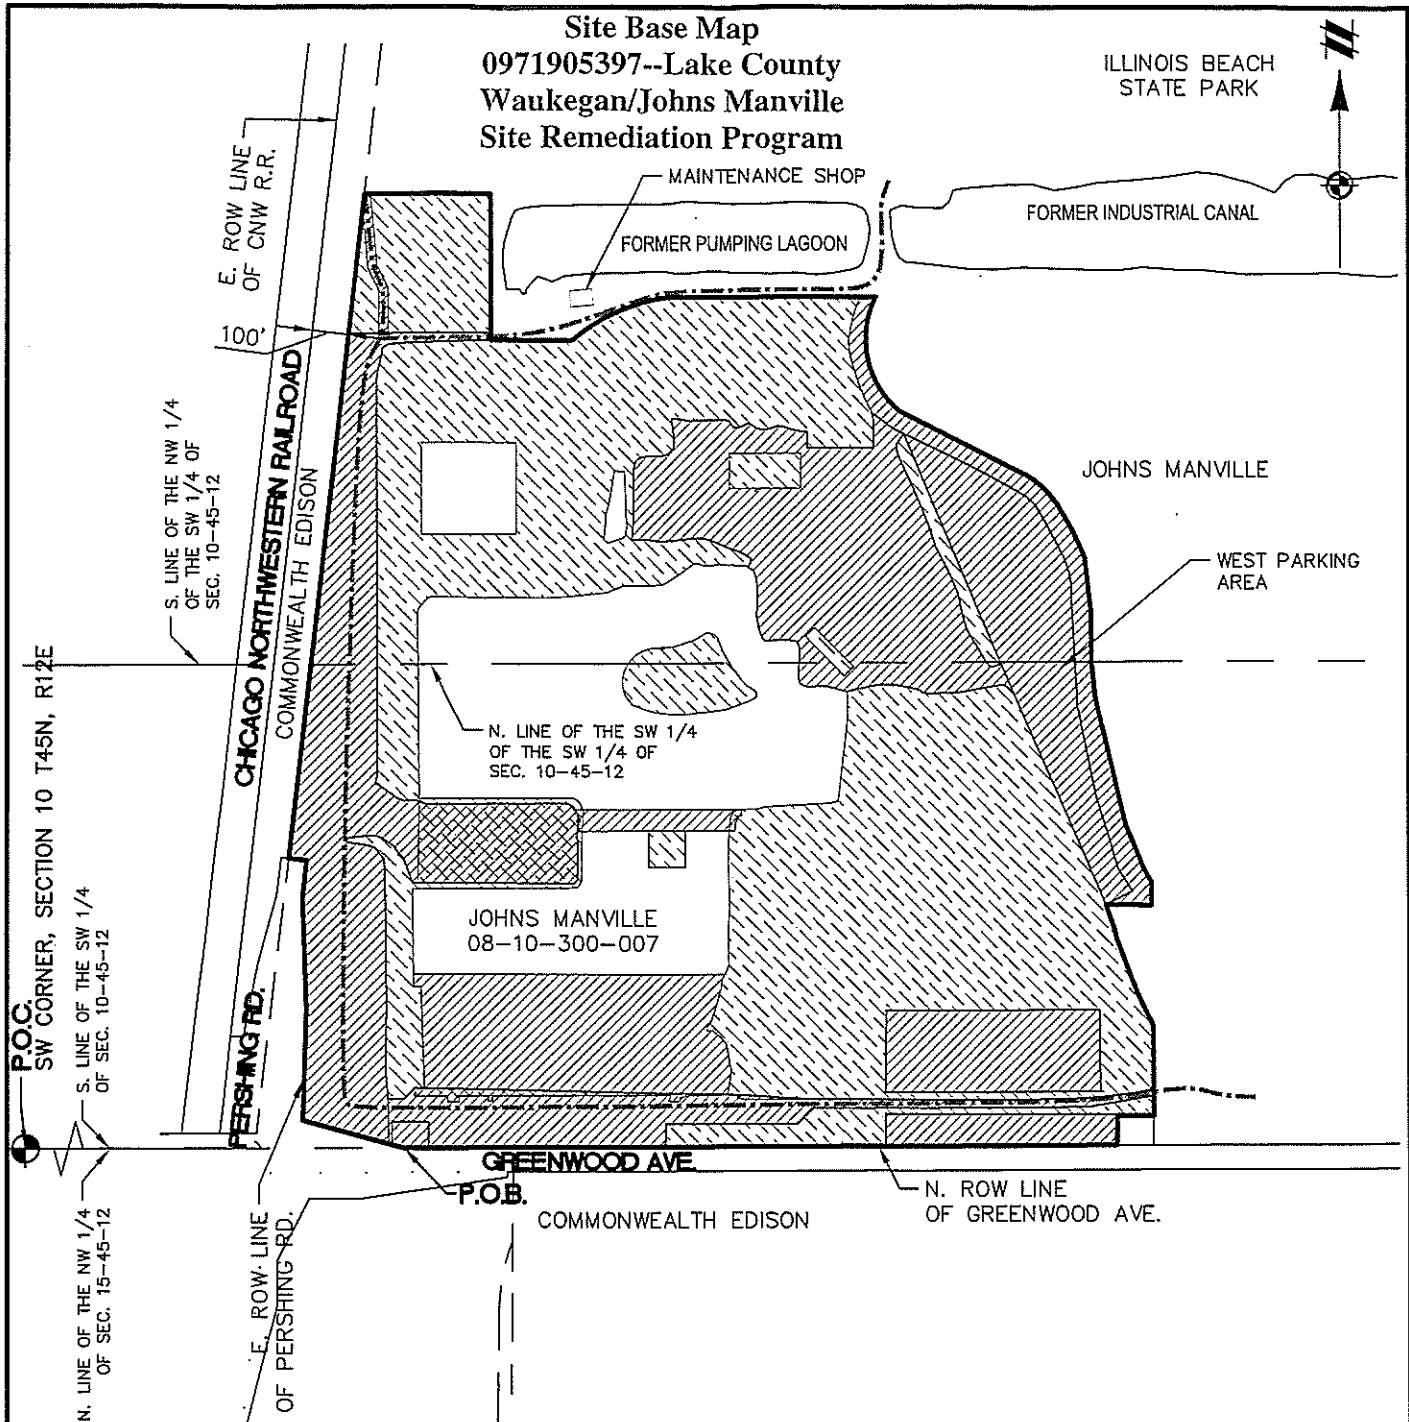 Site Base Map
0971905397--Lake County
Waukegan/Johns Manville
Site Remediation Program
ILLINOIS BEACH
STATE PARK
E. ROW LINE
OF CNW R.R.
MAINTENANCE SHOP
FORMER PUMPING LAGOON
FORMER INDUSTRIAL CANAL
100'
CHICAGO NORTHWESTERN RAILROAD
COMMONWEALTH EDISON
S. LINE OF THE NW 1/4
OF THE SW 1/4 OF
SEC. 10-45-12
JOHNS MANVILLE
WEST PARKING
AREA
N. LINE OF THE SW 1/4
OF THE SW 1/4 OF
SEC. 10-45-12
JOHNS MANVILLE
08-10-300-007
P.O.C.
SW CORNER, SECTION 10 T45N, R12E
S. LINE OF THE SW 1/4
OF SEC. 10-45-12
PERSHING RD.
GREENWOOD AVE.
P.O.B.
N. ROW LINE
OF GREENWOOD AVE.
COMMONWEALTH EDISON
N. LINE OF THE NW 1/4
OF SEC. 15-45-12
E. ROW LINE
OF PERSHING RD.